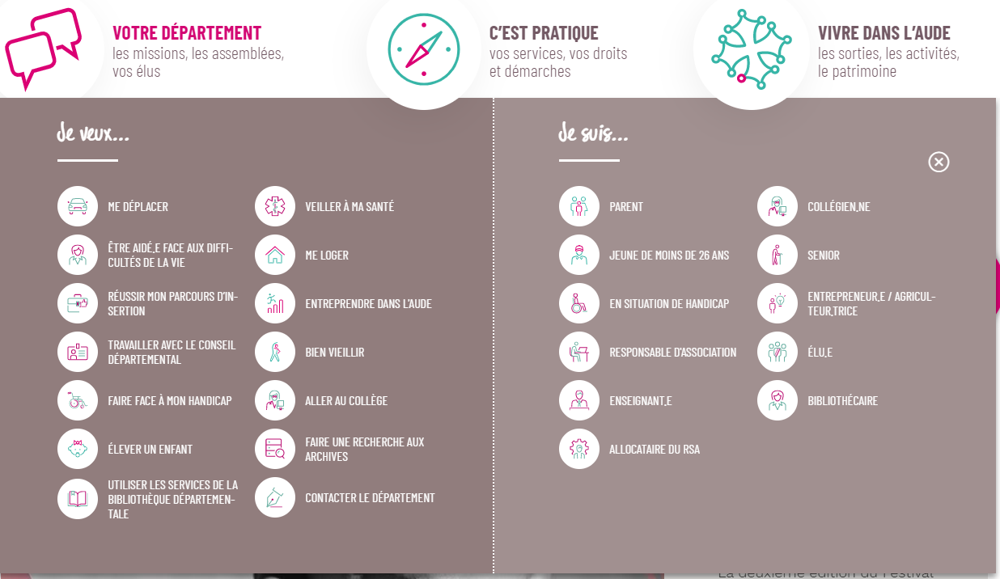 VOTRE DÉPARTEMENT
les missions, les assemblées,
vos élus
C'EST PRATIQUE
vos services, vos droits
et démarches
VIVRE DANS L'AUDE
les sorties, les activités,
le patrimoine
Je veux...
ME DÉPLACER
ÊTRE AIDÉ.E FACE AUX DIFFI-
CULTÉS DE LA VIE
RÉUSSIR MON PARCOURS D'IN-
SERTION
TRAVAILLER AVEC LE CONSEIL
DÉPARTEMENTAL
FAIRE FACE À MON HANDICAP
ÉLEVER UN ENFANT
UTILISER LES SERVICES DE LA
BIBLIOTHÈQUE DÉPARTEMEN-
TALE
VEILLER À MA SANTÉ
ME LOGER
ENTREPRENDRE DANS L'AUDE
BIEN VIEILLIR
ALLER AU COLLÈGE
FAIRE UNE RECHERCHE AUX
ARCHIVES
CONTACTER LE DÉPARTEMENT
Je suis...
PARENT
JEUNE DE MOINS DE 26 ANS
EN SITUATION DE HANDICAP
RESPONSABLE D'ASSOCIATION
ENSEIGNANT.E
ALLOCATAIRE DU RSA
COLLÉGIEN.NE
SENIOR
ENTREPRENEUR.E / AGRICUL-
TEUR.TRICE
ÉLU.E
BIBLIOTHÉCAIRE
La deuxième édition du Festival